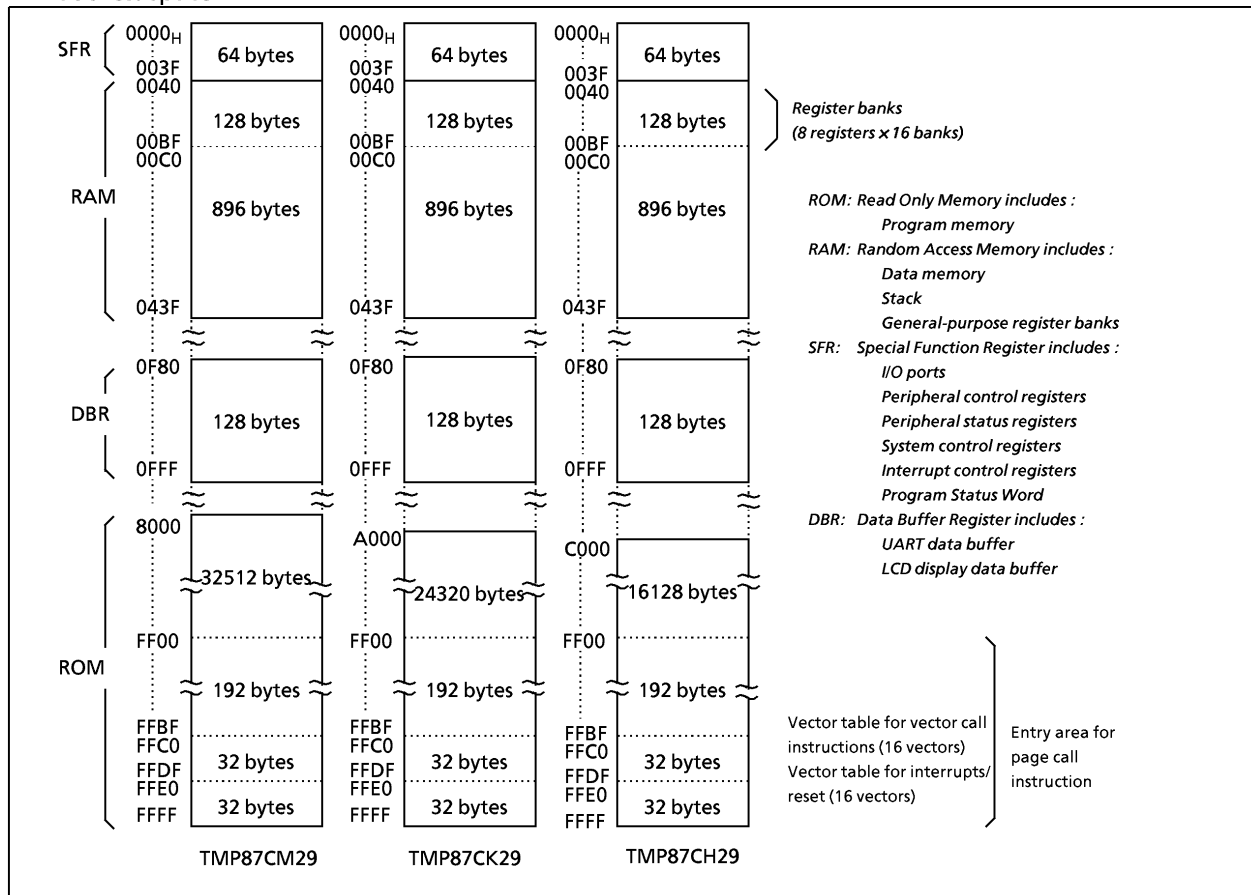 SFR
RAM
DBR
ROM
0000H
003F
0040
00BF
00C0
043F
0F80
0FFF
8000
FF00
FFBF
FFC0
FFDF
FFE0
FFFF
64 bytes
128 bytes
896 bytes
128 bytes
32512 bytes
192 bytes
32 bytes
32 bytes
TMP87CM29
0000H
003F
0040
00BF
00C0
043F
0F80
0FFF
A000
FF00
FFBF
FFC0
FFDF
FFE0
FFFF
64 bytes
128 bytes
896 bytes
128 bytes
24320 bytes
192 bytes
32 bytes
32 bytes
TMP87CK29
0000H
003F
0040
00BF
00C0
043F
0F80
0FFF
C000
FF00
FFBF
FFC0
FFDF
FFE0
FFFF
64 bytes
128 bytes
896 bytes
128 bytes
16128 bytes
192 bytes
32 bytes
32 bytes
TMP87CH29
Register banks
(8 registers × 16 banks)
ROM: Read Only Memory includes :
Program memory
RAM: Random Access Memory includes :
Data memory
Stack
General-purpose register banks
SFR: Special Function Register includes :
I/O ports
Peripheral control registers
Peripheral status registers
System control registers
Interrupt control registers
Program Status Word
DBR: Data Buffer Register includes :
UART data buffer
LCD display data buffer
Vector table for vector call
instructions (16 vectors)
Vector table for interrupts/
reset (16 vectors)
Entry area for
page call
instruction